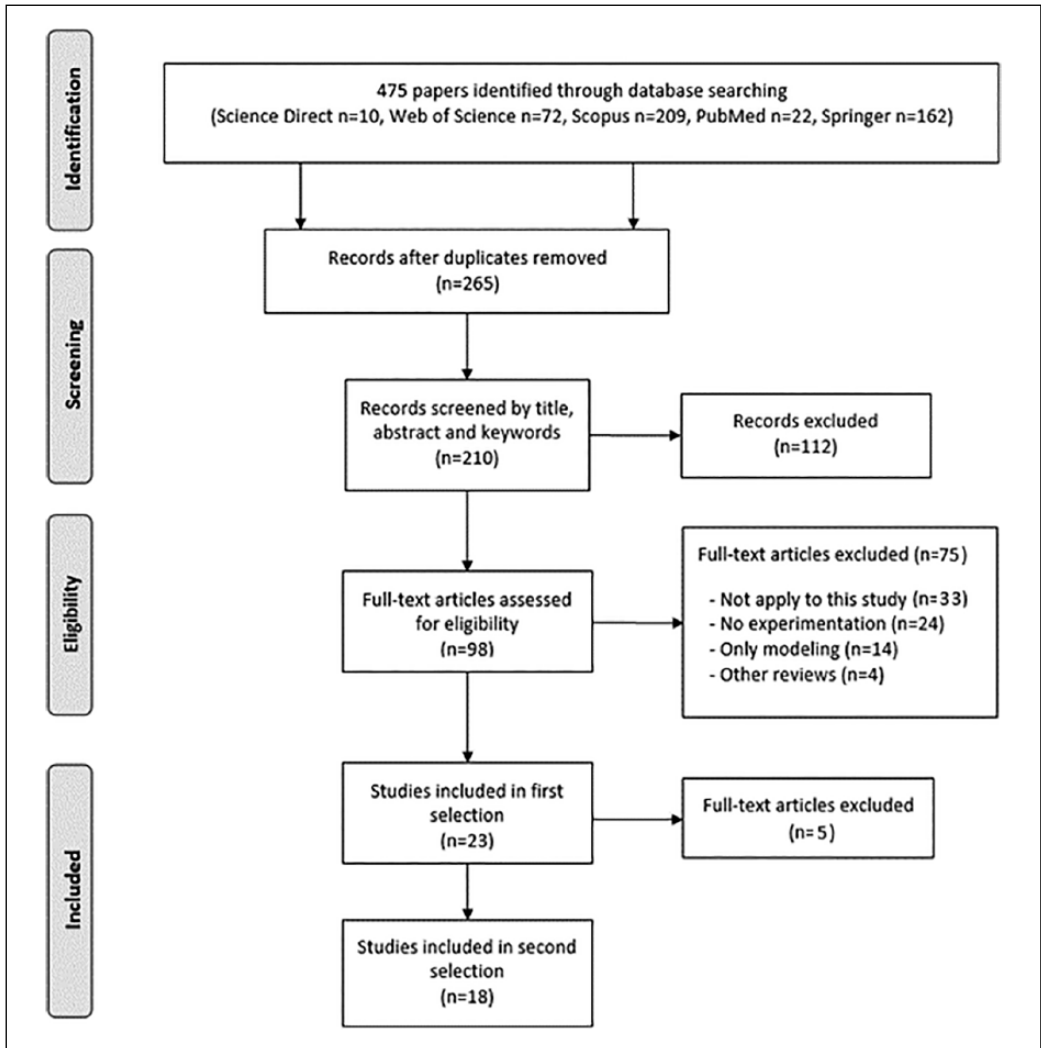 Identification
475 papers identified through database searching
(Science Direct n=10, Web of Science n=72, Scopus n=209, PubMed n=22, Springer n=162)
Records after duplicates removed
(n=265)
Screening
Records screened by title,
abstract and keywords
(n=210)
Records excluded
(n=112)
Eligibility
Full-text articles assessed
for eligibility
(n=98)
Full-text articles excluded (n=75)
- Not apply to this study (n=33)
- No experimentation (n=24)
- Only modeling (n=14)
- Other reviews (n=4)
Included
Studies included in first
selection
(n=23)
Full-text articles excluded
(n=5)
Studies included in second
selection
(n=18)